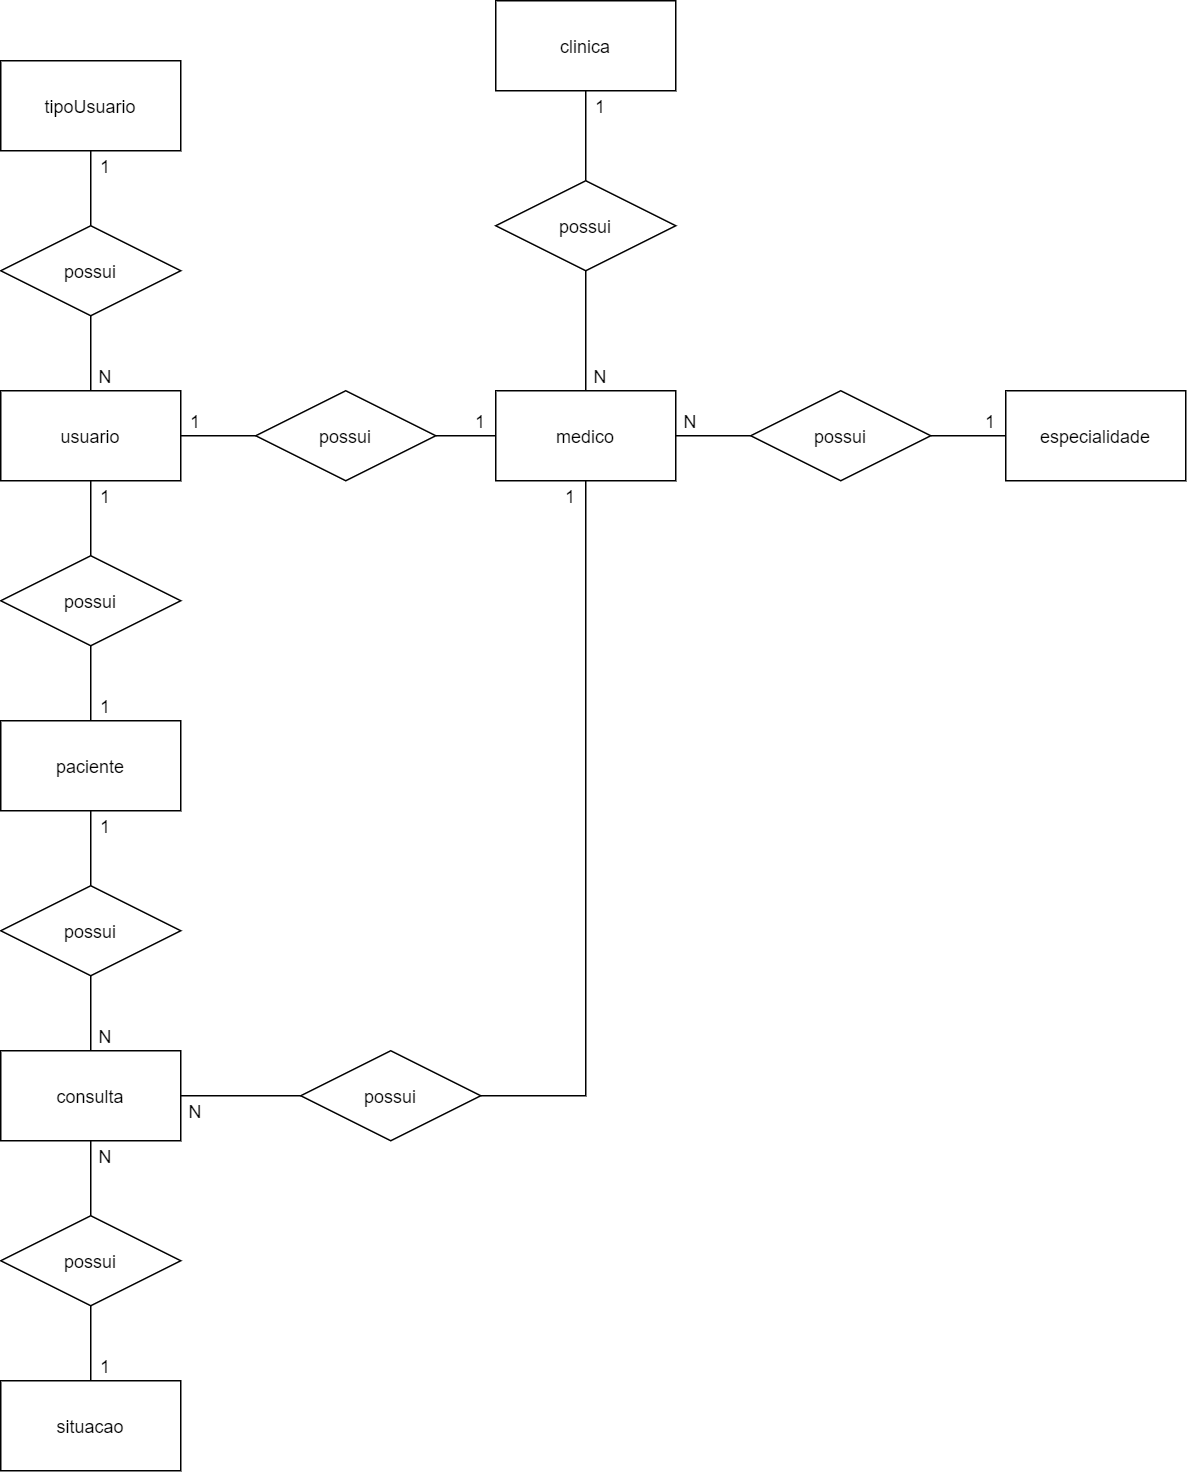 clinica
tipoUsuario
1
1
possui
possui
N
N
usuario
1
possui
1
medico
N
possui
1
especialidade
1
1
possui
1
paciente
1
possui
N
consulta
N
possui
N
possui
1
situacao